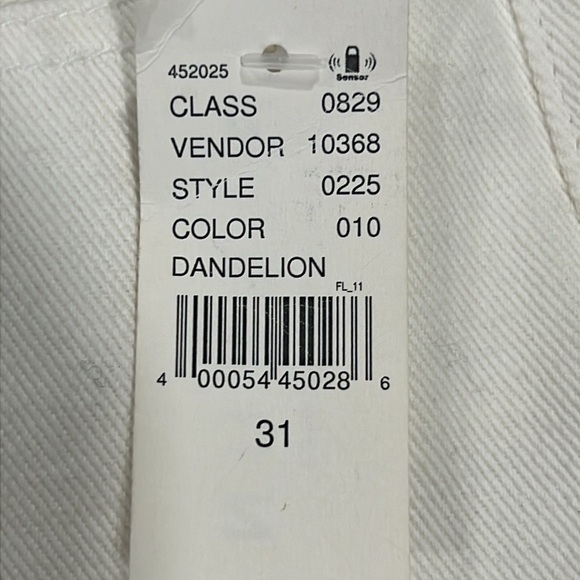 452025
Sensor
CLASS 0829
VENDOR 10368
STYLE 0225
COLOR 010
DANDELION
FL_11
4 00054 45028 6
31